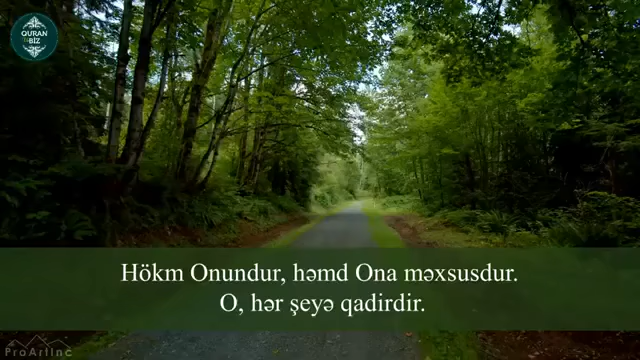 QURAN
BİZ
Hökm Onundur, həmd Ona məxsusdur.
O, hər şeyə qadirdir.
ProArtInc